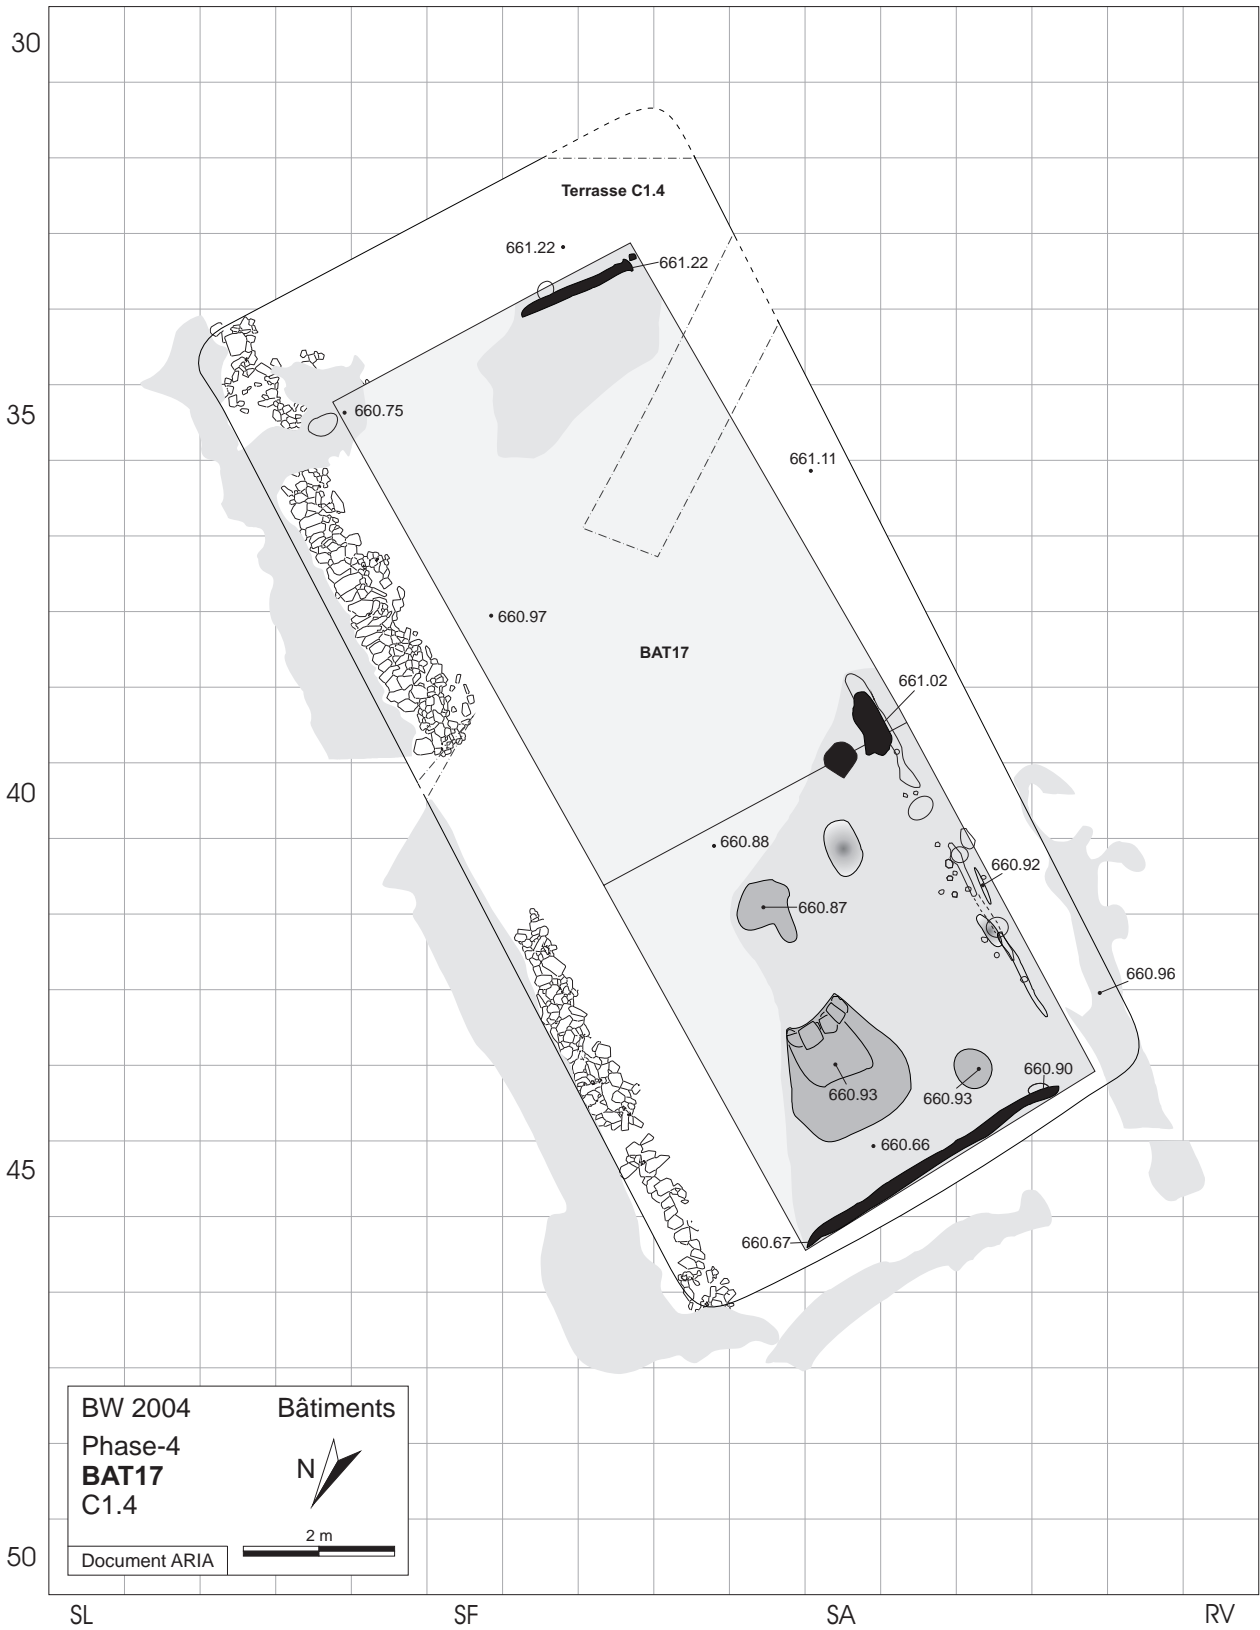 30
Terrasse C1.4
661.22
661.22
35
660.75
661.11
660.97
BAT17
661.02
40
660.88
660.92
660.87
660.96
660.93
660.93
660.90
45
660.66
660.67
BW 2004 Bâtiments
Phase-4
BAT17
C1.4
N
2 m
Document ARIA
50
SL SF SA RV